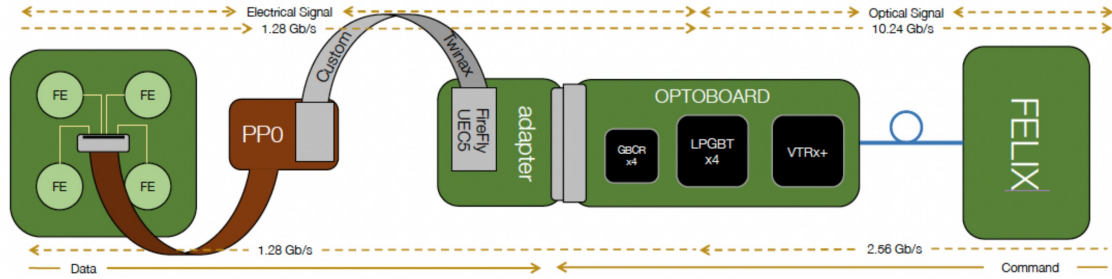 Electrical Signal
Optical Signal
1.28 Gb/s
10.24 Gb/s
FE
FE
FE
FE
PP0
Custom
Twinax
FireFly
UEC5
adapter
OPTOBOARD
GBCR
x4
LPGBT
x4
VTRx+
FELIX
1.28 Gb/s
2.56 Gb/s
Data
Command